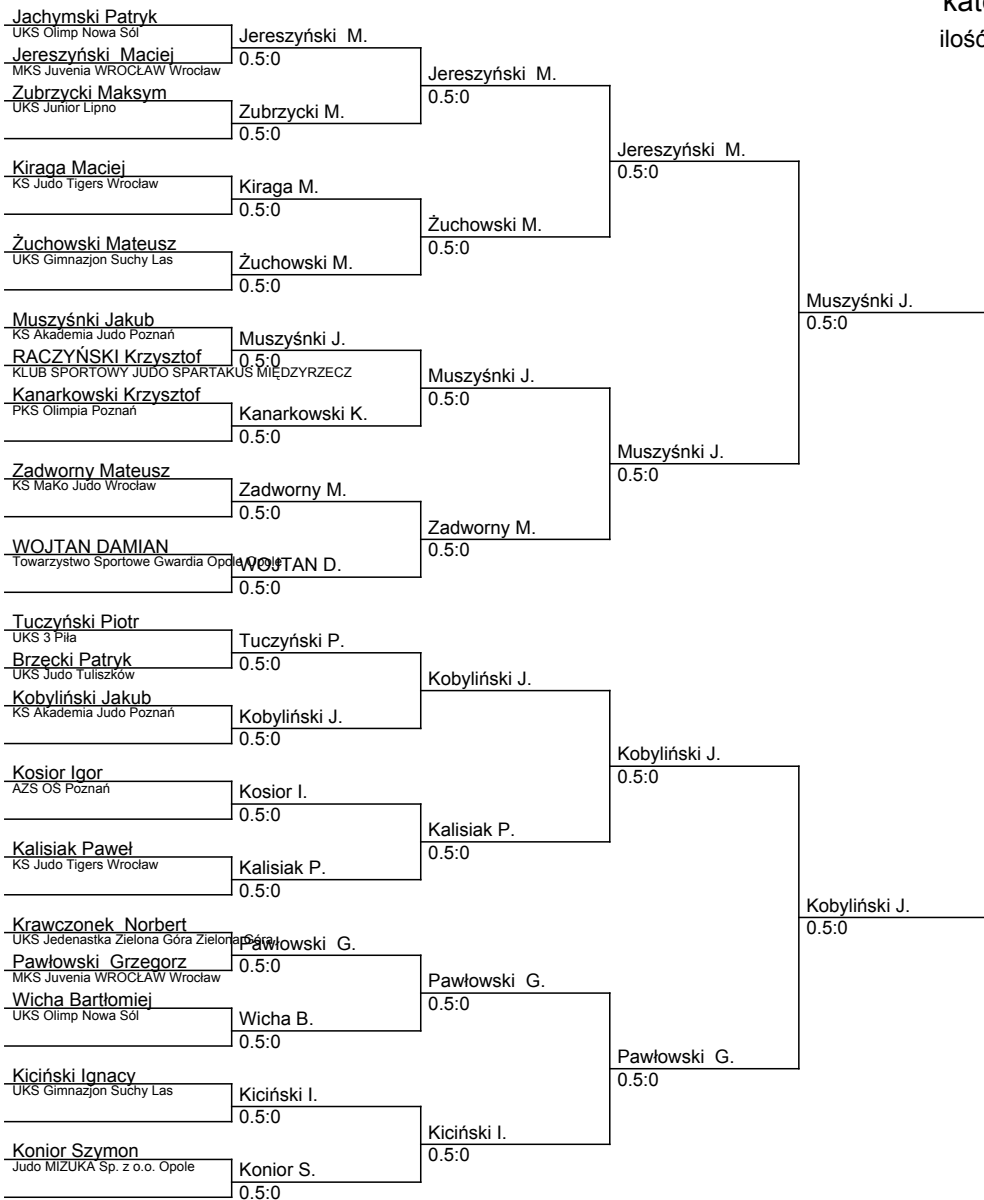 kat
ilość
Jachymski Patryk
UKS Olimp Nowa Sól
Jereszyński M.
0.5:0
Jereszyński Maciej
MKS Juvenia WROCŁAW Wrocław
Jereszyński M.
0.5:0
Zubrzycki Maksym
UKS Junior Lipno
Zubrzycki M.
0.5:0
Jereszyński M.
0.5:0
Kiraga Maciej
KS Judo Tigers Wrocław
Kiraga M.
0.5:0
Żuchowski M.
0.5:0
Żuchowski Mateusz
UKS Gimnazjon Suchy Las
Żuchowski M.
0.5:0
Muszyśnki J.
0.5:0
Muszyśnki Jakub
KS Akademia Judo Poznań
Muszyśnki J.
0.5:0
RACZYŃSKI Krzysztof
KLUB SPORTOWY JUDO SPARTAKUS MIĘDZYRZECZ
Muszyśnki J.
0.5:0
Kanarkowski Krzysztof
PKS Olimpia Poznań
Kanarkowski K.
0.5:0
Muszyśnki J.
0.5:0
Zadworny Mateusz
KS MaKo Judo Wrocław
Zadworny M.
0.5:0
Zadworny M.
0.5:0
WOJTAN DAMIAN
Towarzystwo Sportowe Gwardia Opole Opole
WOJTAN D.
0.5:0
Tuczyński Piotr
UKS 3 Piła
Tuczyński P.
0.5:0
Brzęcki Patryk
UKS Judo Tuliszków
Kobyliński J.
Kobyliński Jakub
KS Akademia Judo Poznań
Kobyliński J.
0.5:0
Kobyliński J.
0.5:0
Kosior Igor
AZS OŚ Poznań
Kosior I.
0.5:0
Kalisiak P.
0.5:0
Kalisiak Paweł
KS Judo Tigers Wrocław
Kalisiak P.
0.5:0
Kobyliński J.
0.5:0
Krawczonek Norbert
UKS Jedenastka Zielona Góra Zielona Góra
Pawłowski G.
0.5:0
Pawłowski Grzegorz
MKS Juvenia WROCŁAW Wrocław
Pawłowski G.
0.5:0
Wicha Bartłomiej
UKS Olimp Nowa Sól
Wicha B.
0.5:0
Pawłowski G.
0.5:0
Kiciński Ignacy
UKS Gimnazjon Suchy Las
Kiciński I.
0.5:0
Kiciński I.
0.5:0
Konior Szymon
Judo MIZUKA Sp. z o.o. Opole
Konior S.
0.5:0